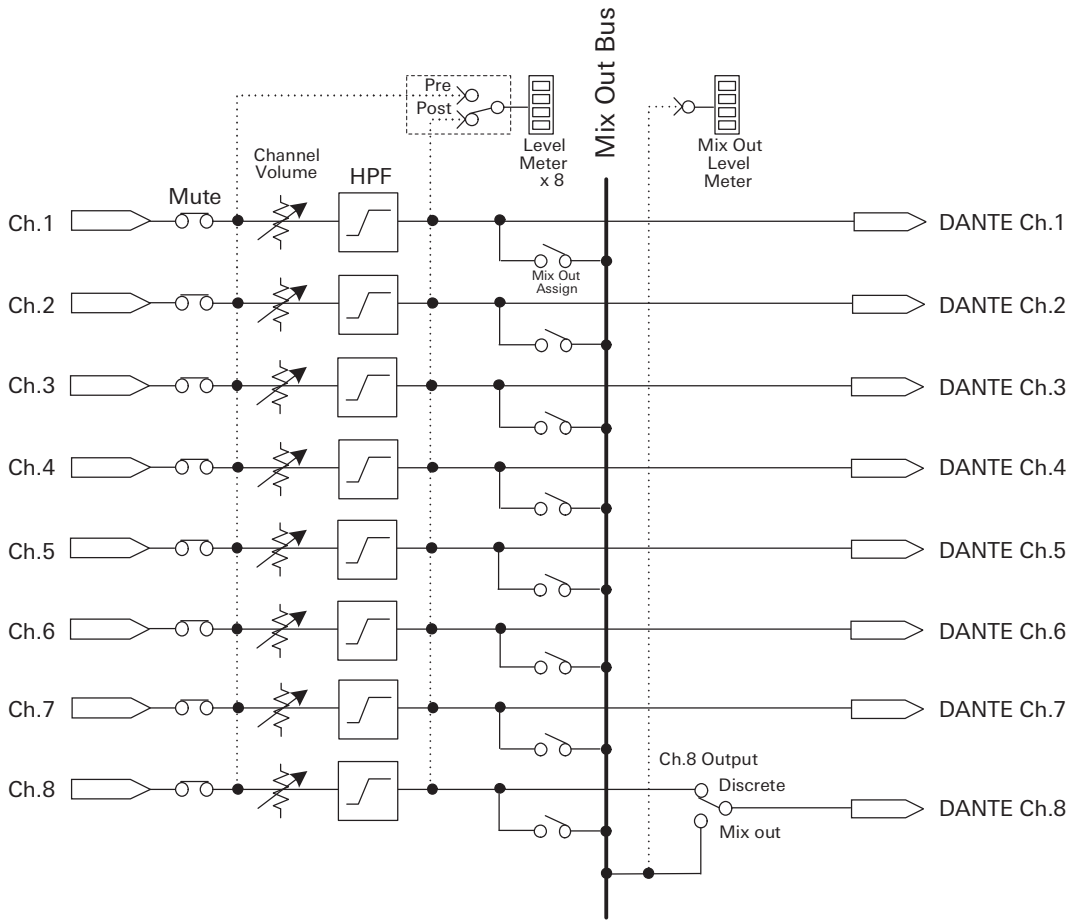 Mix Out Bus
Pre
Post
Level
Meter
x 8
Mix Out
Level
Meter
Channel
Volume
HPF
Mute
Ch.1
DANTE Ch.1
Mix Out
Assign
Ch.2
DANTE Ch.2
Ch.3
DANTE Ch.3
Ch.4
DANTE Ch.4
Ch.5
DANTE Ch.5
Ch.6
DANTE Ch.6
Ch.7
DANTE Ch.7
Ch.8 Output
Discrete
Ch.8
DANTE Ch.8
Mix out